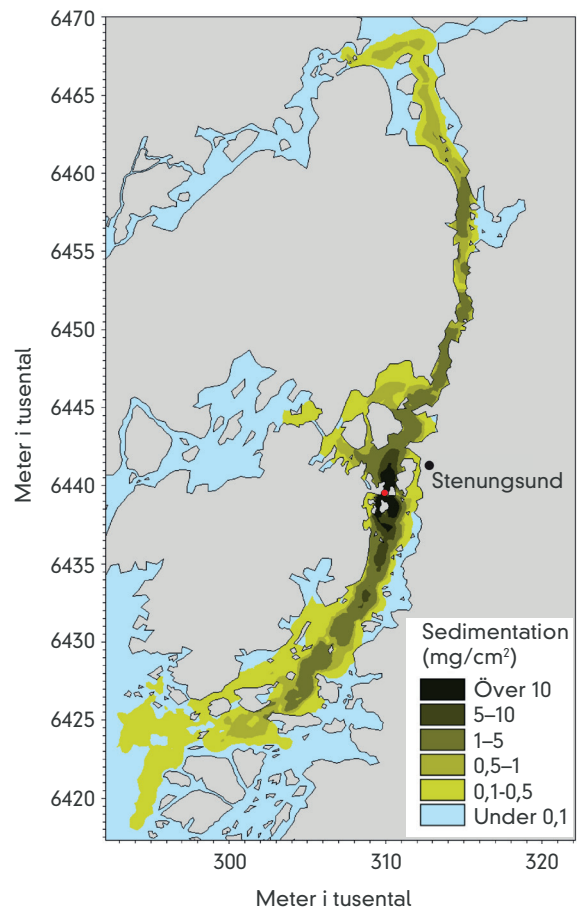 6470
6465
6460
6455
6450
6445
6440
6435
6430
6425
6420
Meter i tusental
Stenungsund
Sedimentation
(mg/cm²)
Över 10
5–10
1–5
0,5–1
0,1-0,5
Under 0,1
300
310
320
Meter i tusental